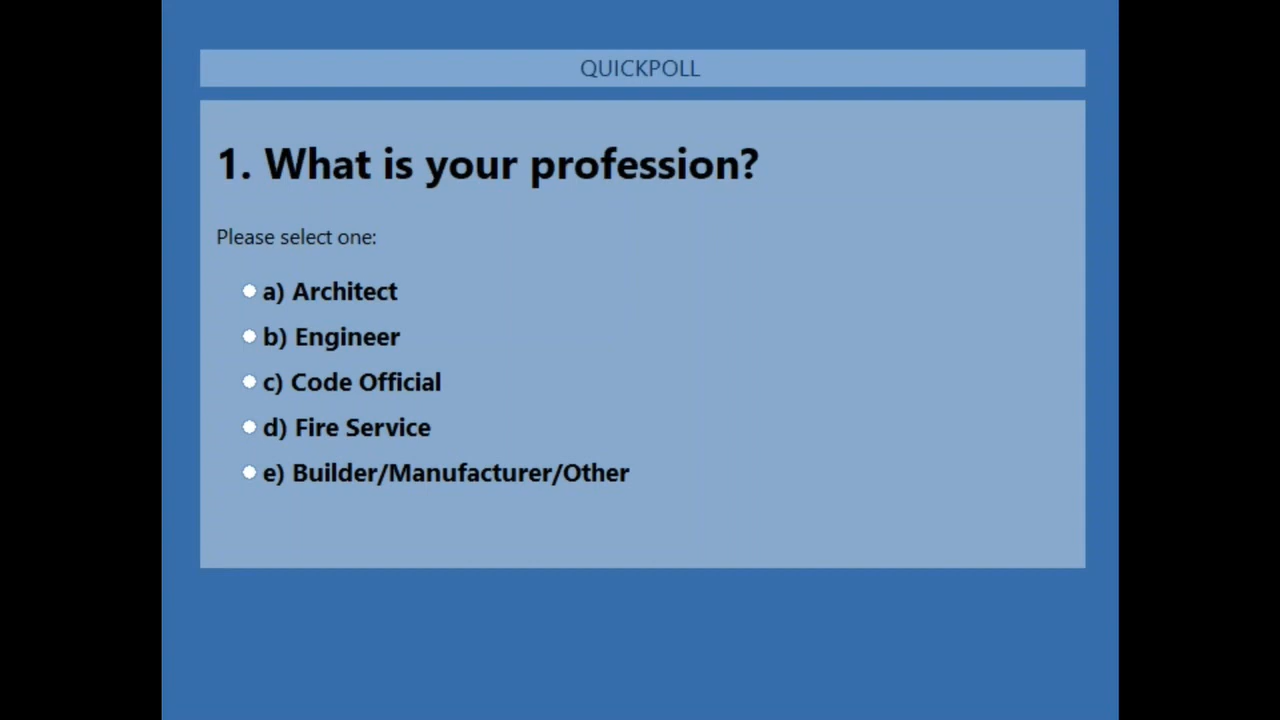 QUICKPOLL
1. What is your profession?
Please select one:
a) Architect
b) Engineer
c) Code Official
d) Fire Service
e) Builder/Manufacturer/Other